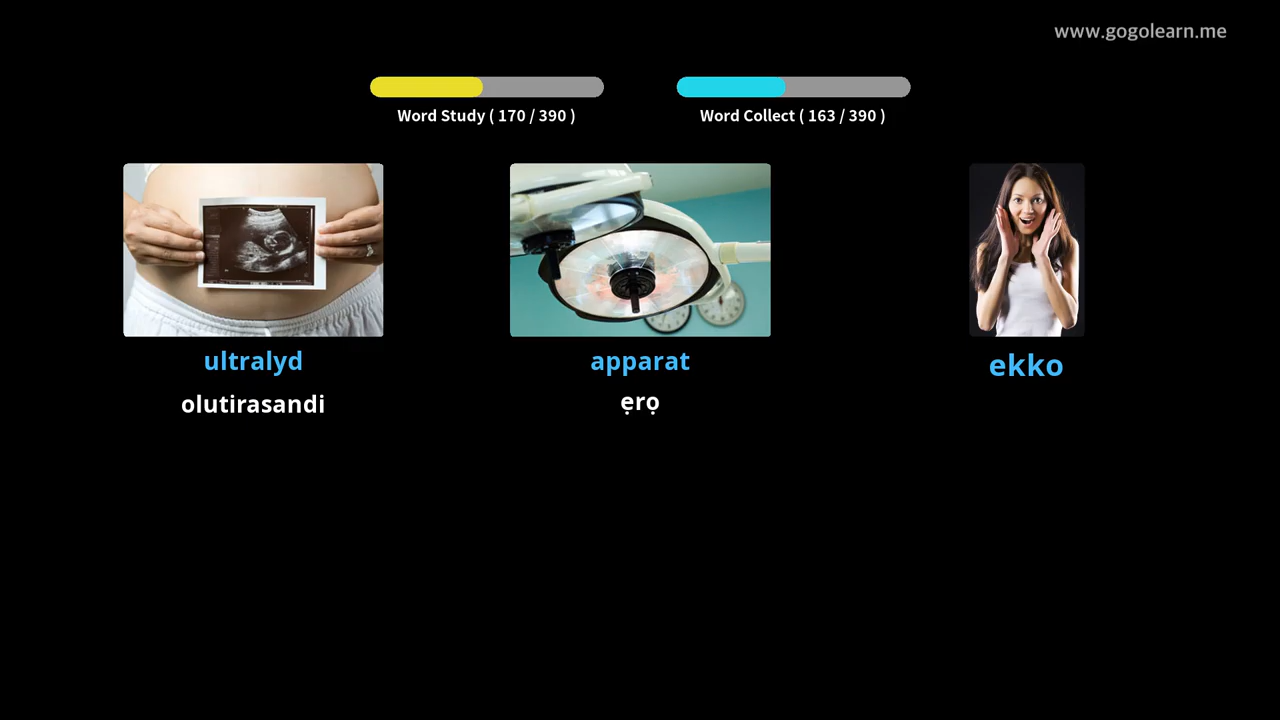 www.gogolearn.me
Word Study ( 170 / 390 )
Word Collect ( 163 / 390 )
ultralyd
apparat
ekko
olutirasandi
ẹrọ